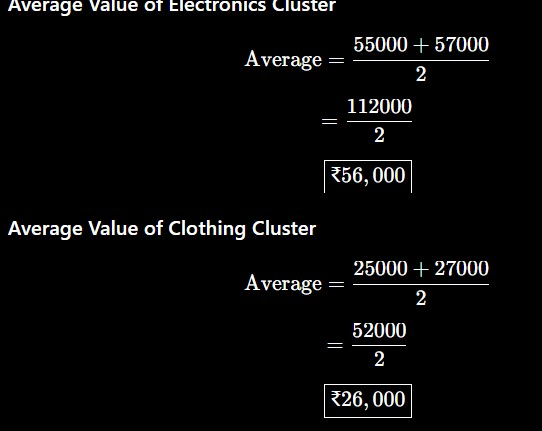 Average Value of Electronics Cluster
Average = 55000 + 57000
2
= 112000
2
₹56, 000
Average Value of Clothing Cluster
Average = 25000 + 27000
2
= 52000
2
₹26, 000